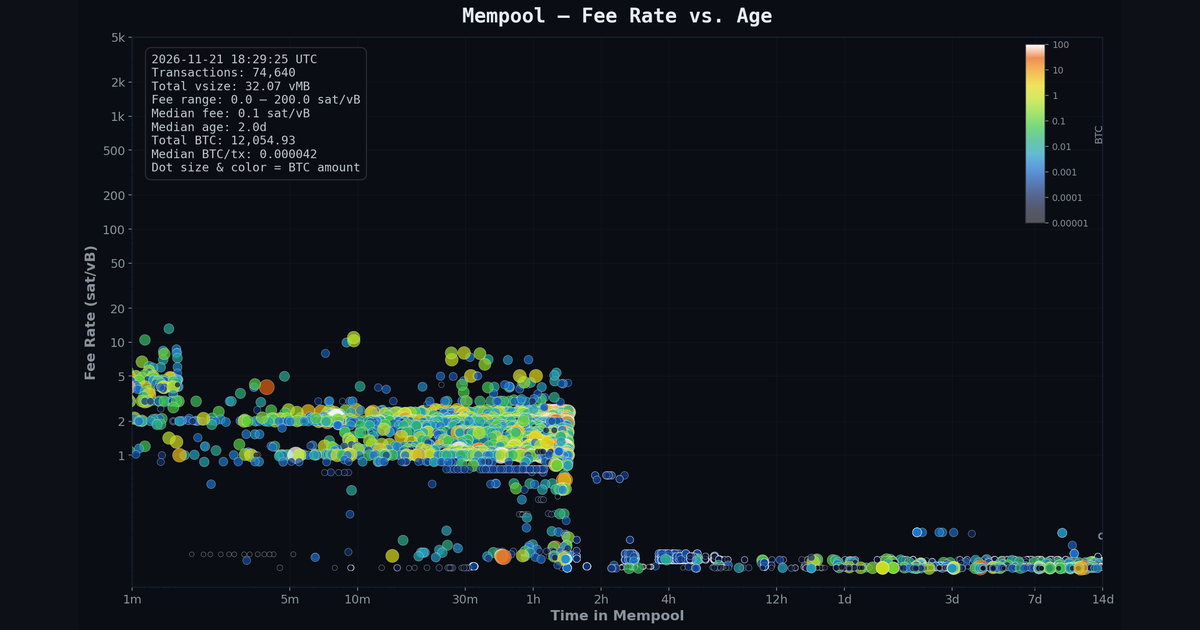 Mempool — Fee Rate vs. Age
2026-11-21 18:29:25 UTC
Transactions: 74,640
Total vsize: 32.07 vMB
Fee range: 0.0 – 200.0 sat/vB
Median fee: 0.1 sat/vB
Median age: 2.0d
Total BTC: 12,054.93
Median BTC/tx: 0.000042
Dot size & color = BTC amount
100
10
1
0.1
0.01
0.001
0.0001
0.00001
BTC
Fee Rate (sat/vB)
5k
2k
1k
500
200
100
50
20
10
5
2
1
1m
5m
10m
30m
1h
2h
4h
12h
1d
3d
7d
14d
Time in Mempool